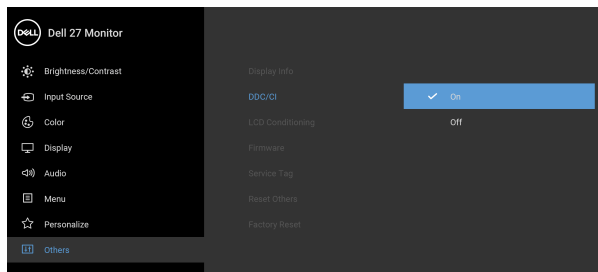 DELL Dell 27 Monitor
Brightness/Contrast Display Info
Input Source DDC/CI On
Color LCD Conditioning Off
Display Firmware
Audio Service Tag
Menu Reset Others
Personalize Factory Reset
Others